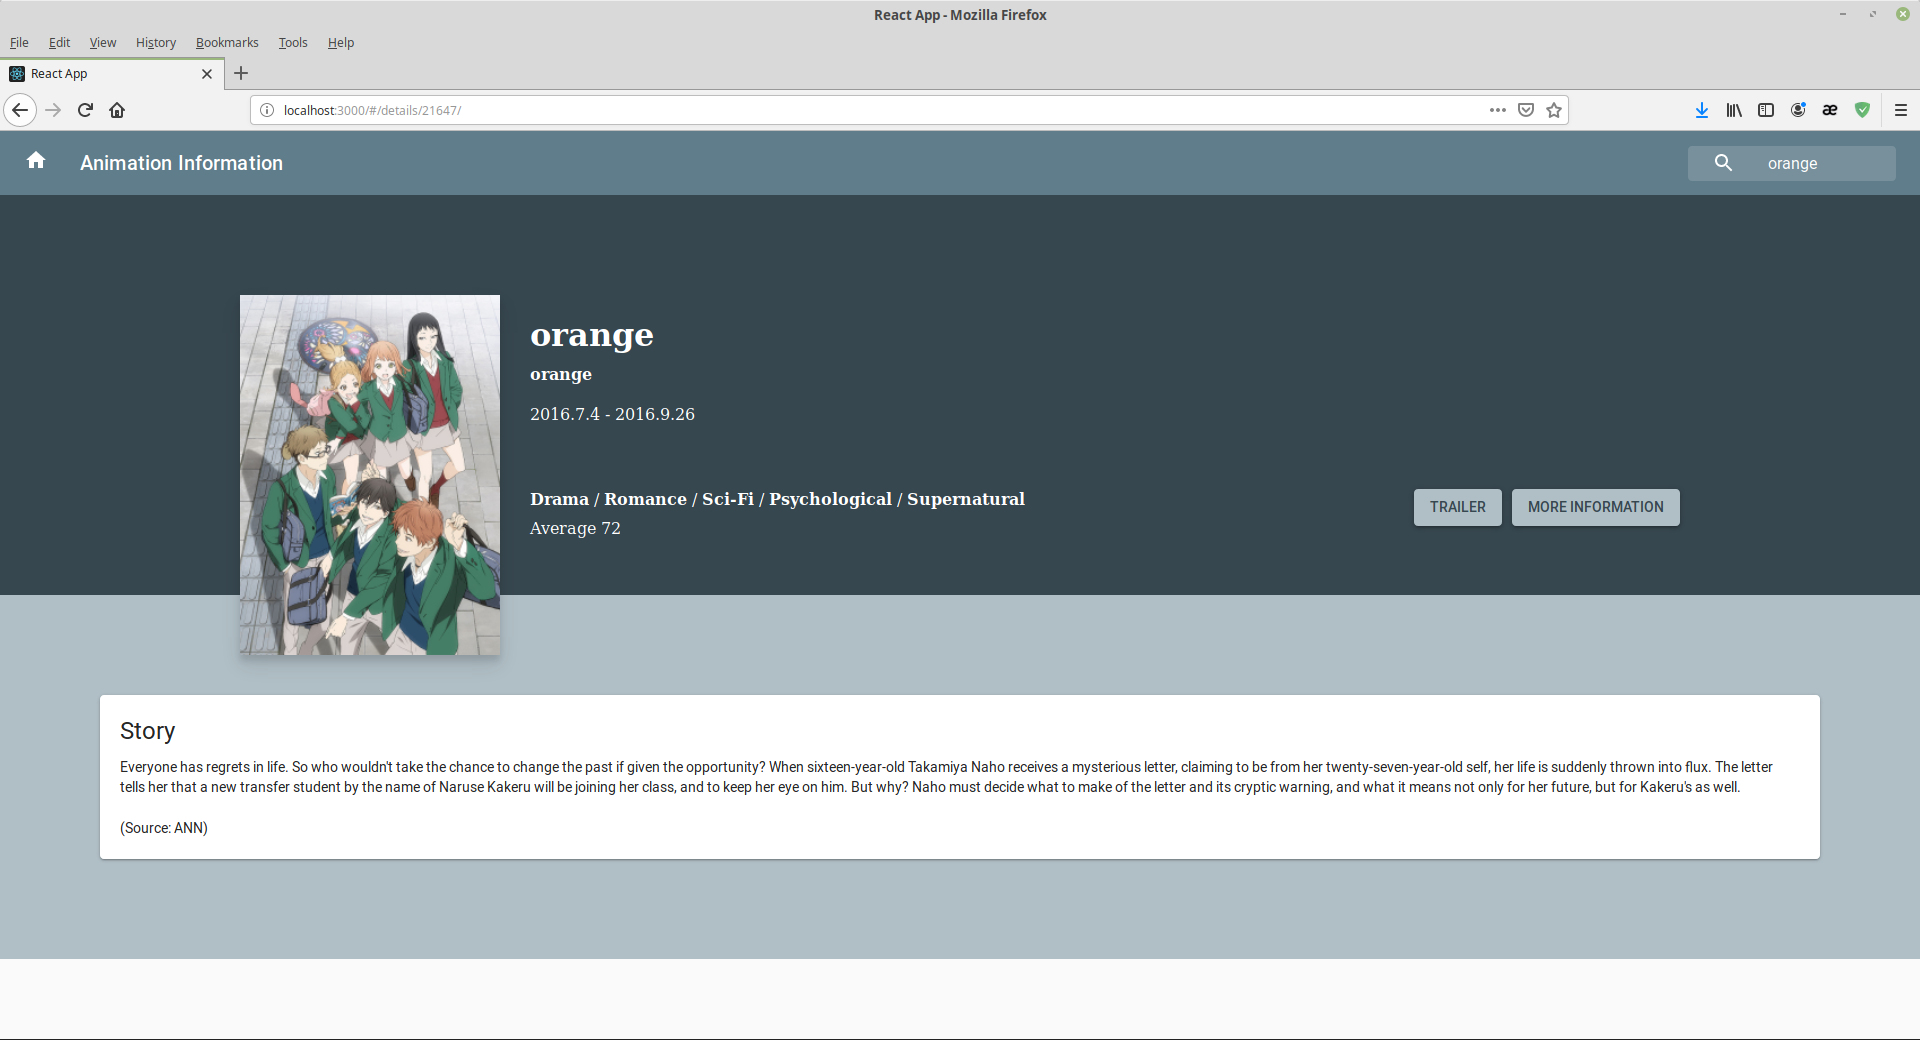 React App - Mozilla Firefox
File Edit View History Bookmarks Tools Help
React App
localhost:3000/#/details/21647/
Animation Information
orange
orange
orange
2016.7.4 - 2016.9.26
Drama / Romance / Sci-Fi / Psychological / Supernatural
Average 72
TRAILER
MORE INFORMATION
Story
Everyone has regrets in life. So who wouldn't take the chance to change the past if given the opportunity? When sixteen-year-old Takamiya Naho receives a mysterious letter, claiming to be from her twenty-seven-year-old self, her life is suddenly thrown into flux. The letter
tells her that a new transfer student by the name of Naruse Kakeru will be joining her class, and to keep her eye on him. But why? Naho must decide what to make of the letter and its cryptic warning, and what it means not only for her future, but for Kakeru's as well.
(Source: ANN)